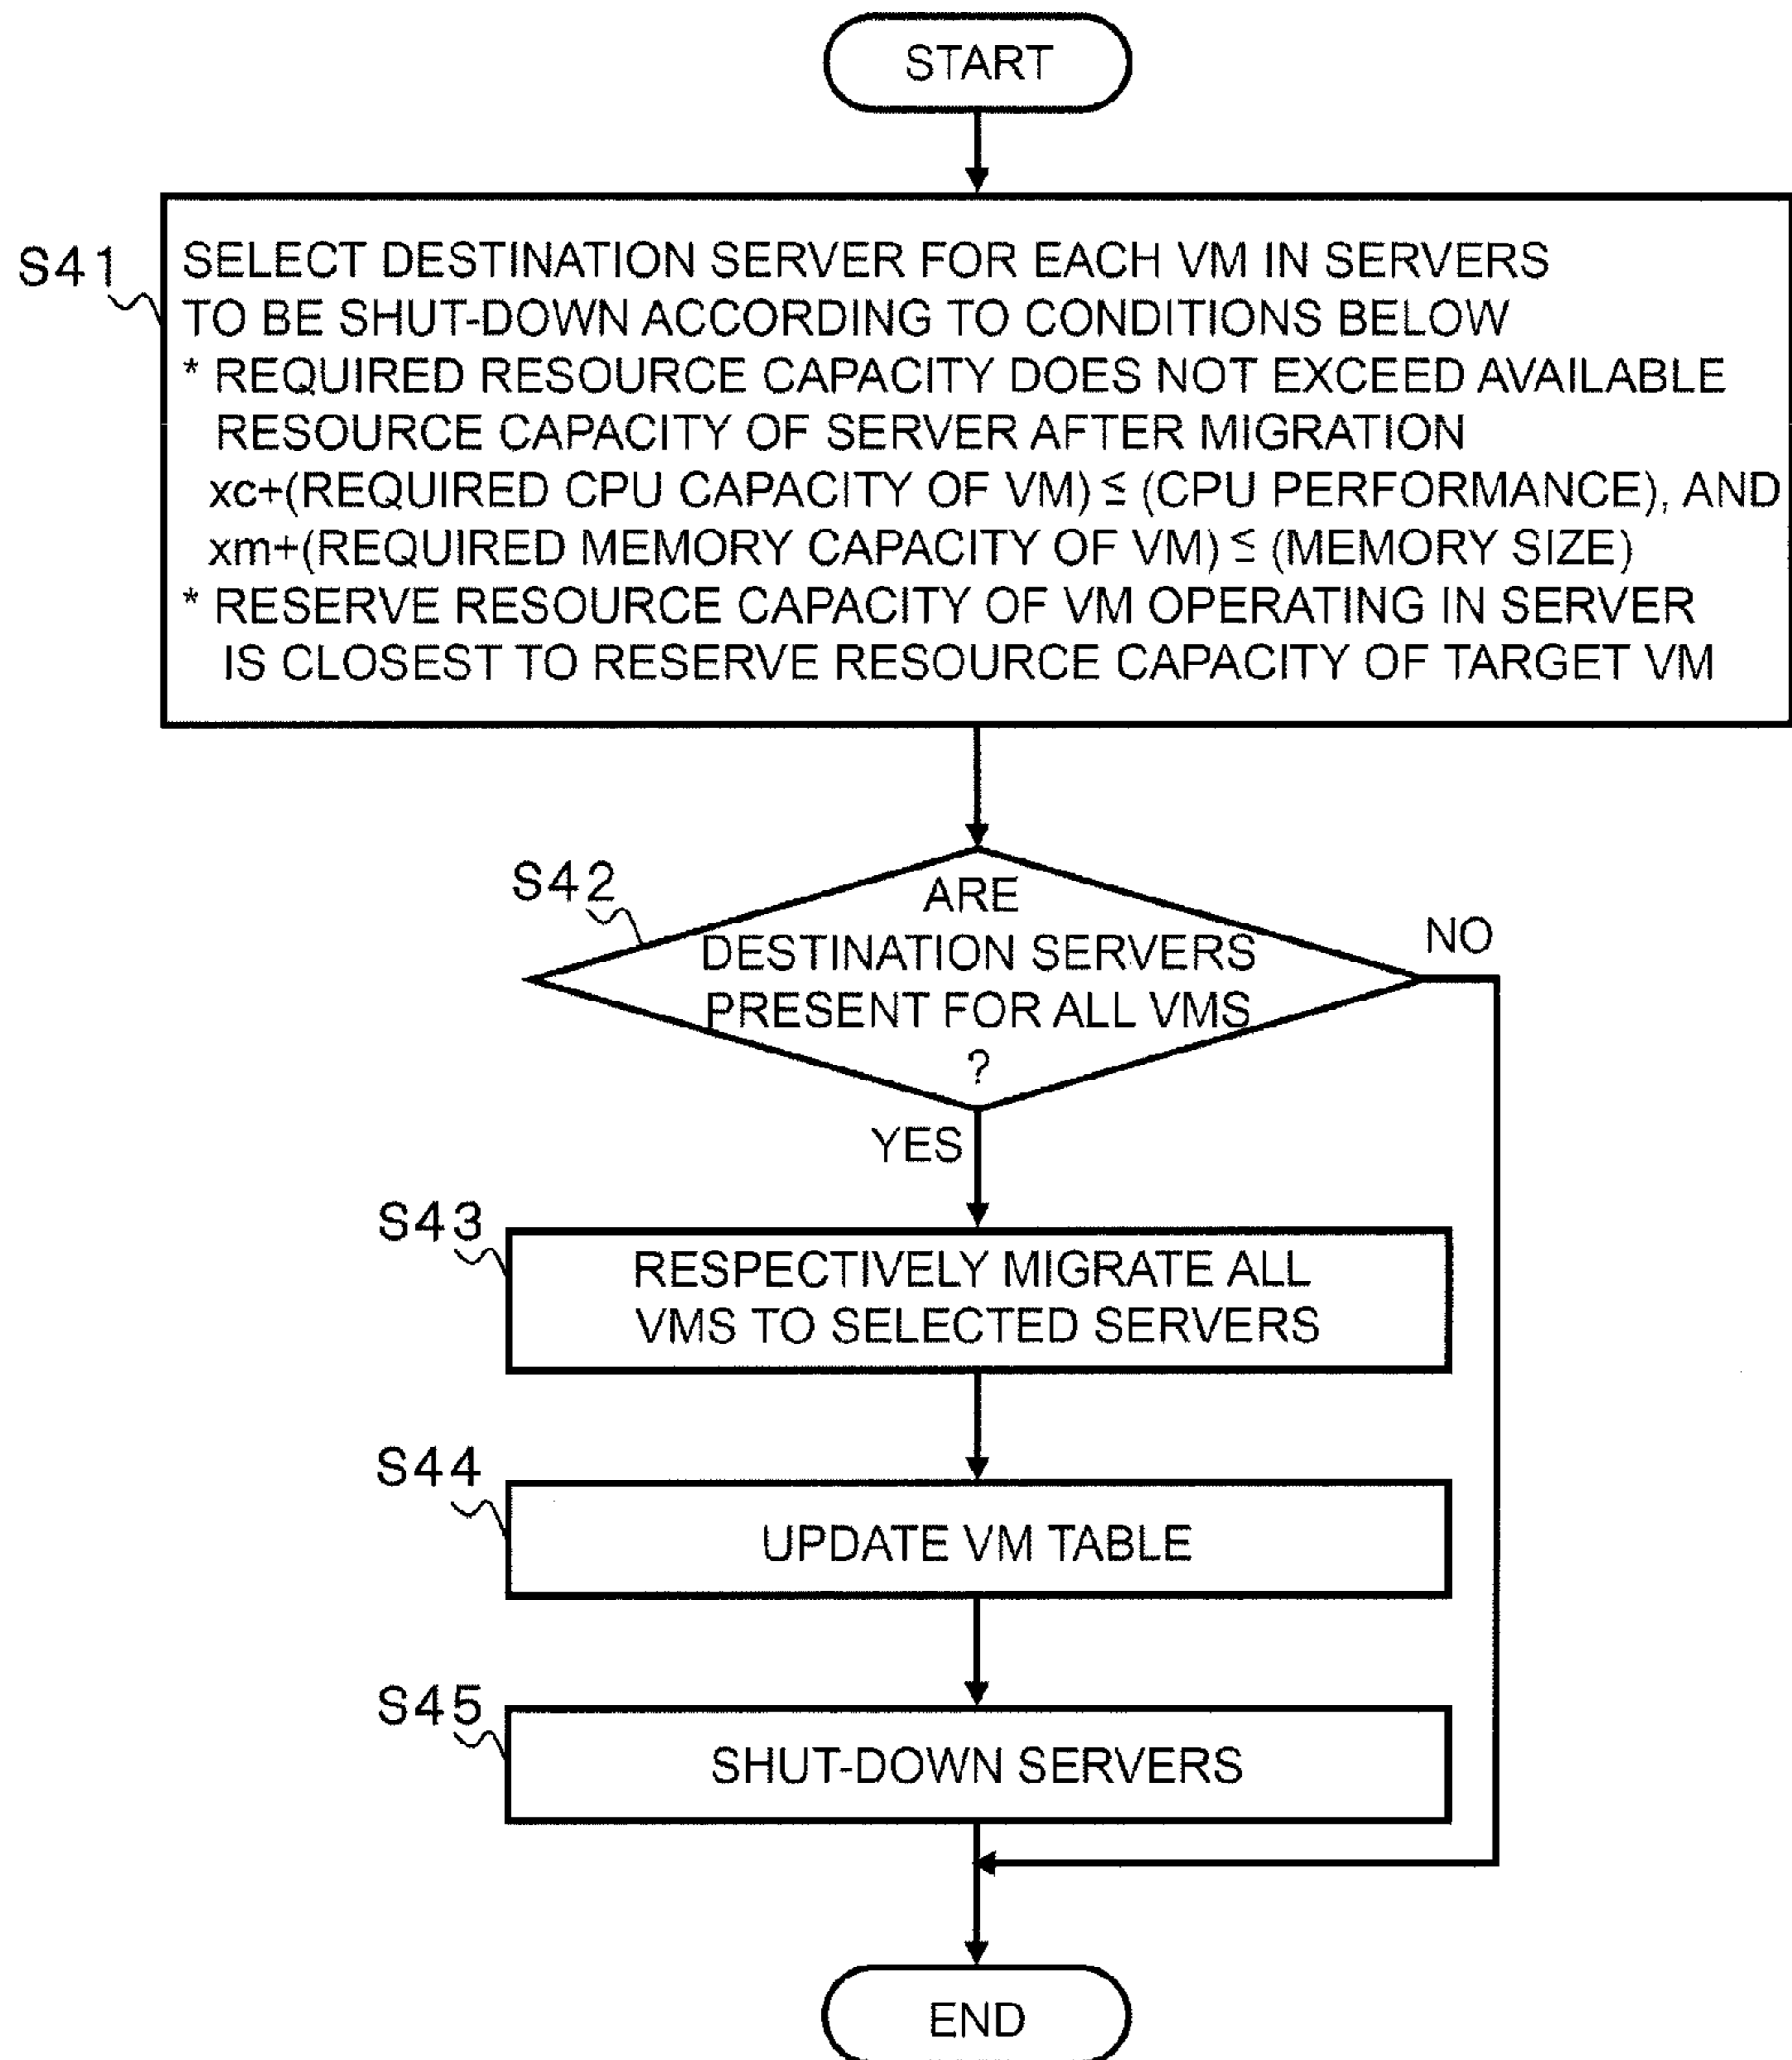 START
S41
SELECT DESTINATION SERVER FOR EACH VM IN SERVERS
TO BE SHUT-DOWN ACCORDING TO CONDITIONS BELOW
* REQUIRED RESOURCE CAPACITY DOES NOT EXCEED AVAILABLE
RESOURCE CAPACITY OF SERVER AFTER MIGRATION
xc+(REQUIRED CPU CAPACITY OF VM) ≦ (CPU PERFORMANCE), AND
xm+(REQUIRED MEMORY CAPACITY OF VM) ≦ (MEMORY SIZE)
* RESERVE RESOURCE CAPACITY OF VM OPERATING IN SERVER
IS CLOSEST TO RESERVE RESOURCE CAPACITY OF TARGET VM
S42
ARE
DESTINATION SERVERS
PRESENT FOR ALL VMS
?
NO
YES
S43
RESPECTIVELY MIGRATE ALL
VMS TO SELECTED SERVERS
S44
UPDATE VM TABLE
S45
SHUT-DOWN SERVERS
END